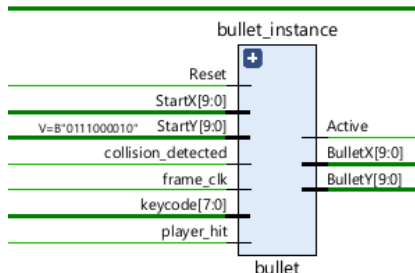 bullet_instance
Reset
StartX[9:0]
V=B"0111000010" StartY[9:0]
collision_detected
frame_clk
keycode[7:0]
player_hit
Active
BulletX[9:0]
BulletY[9:0]
bullet